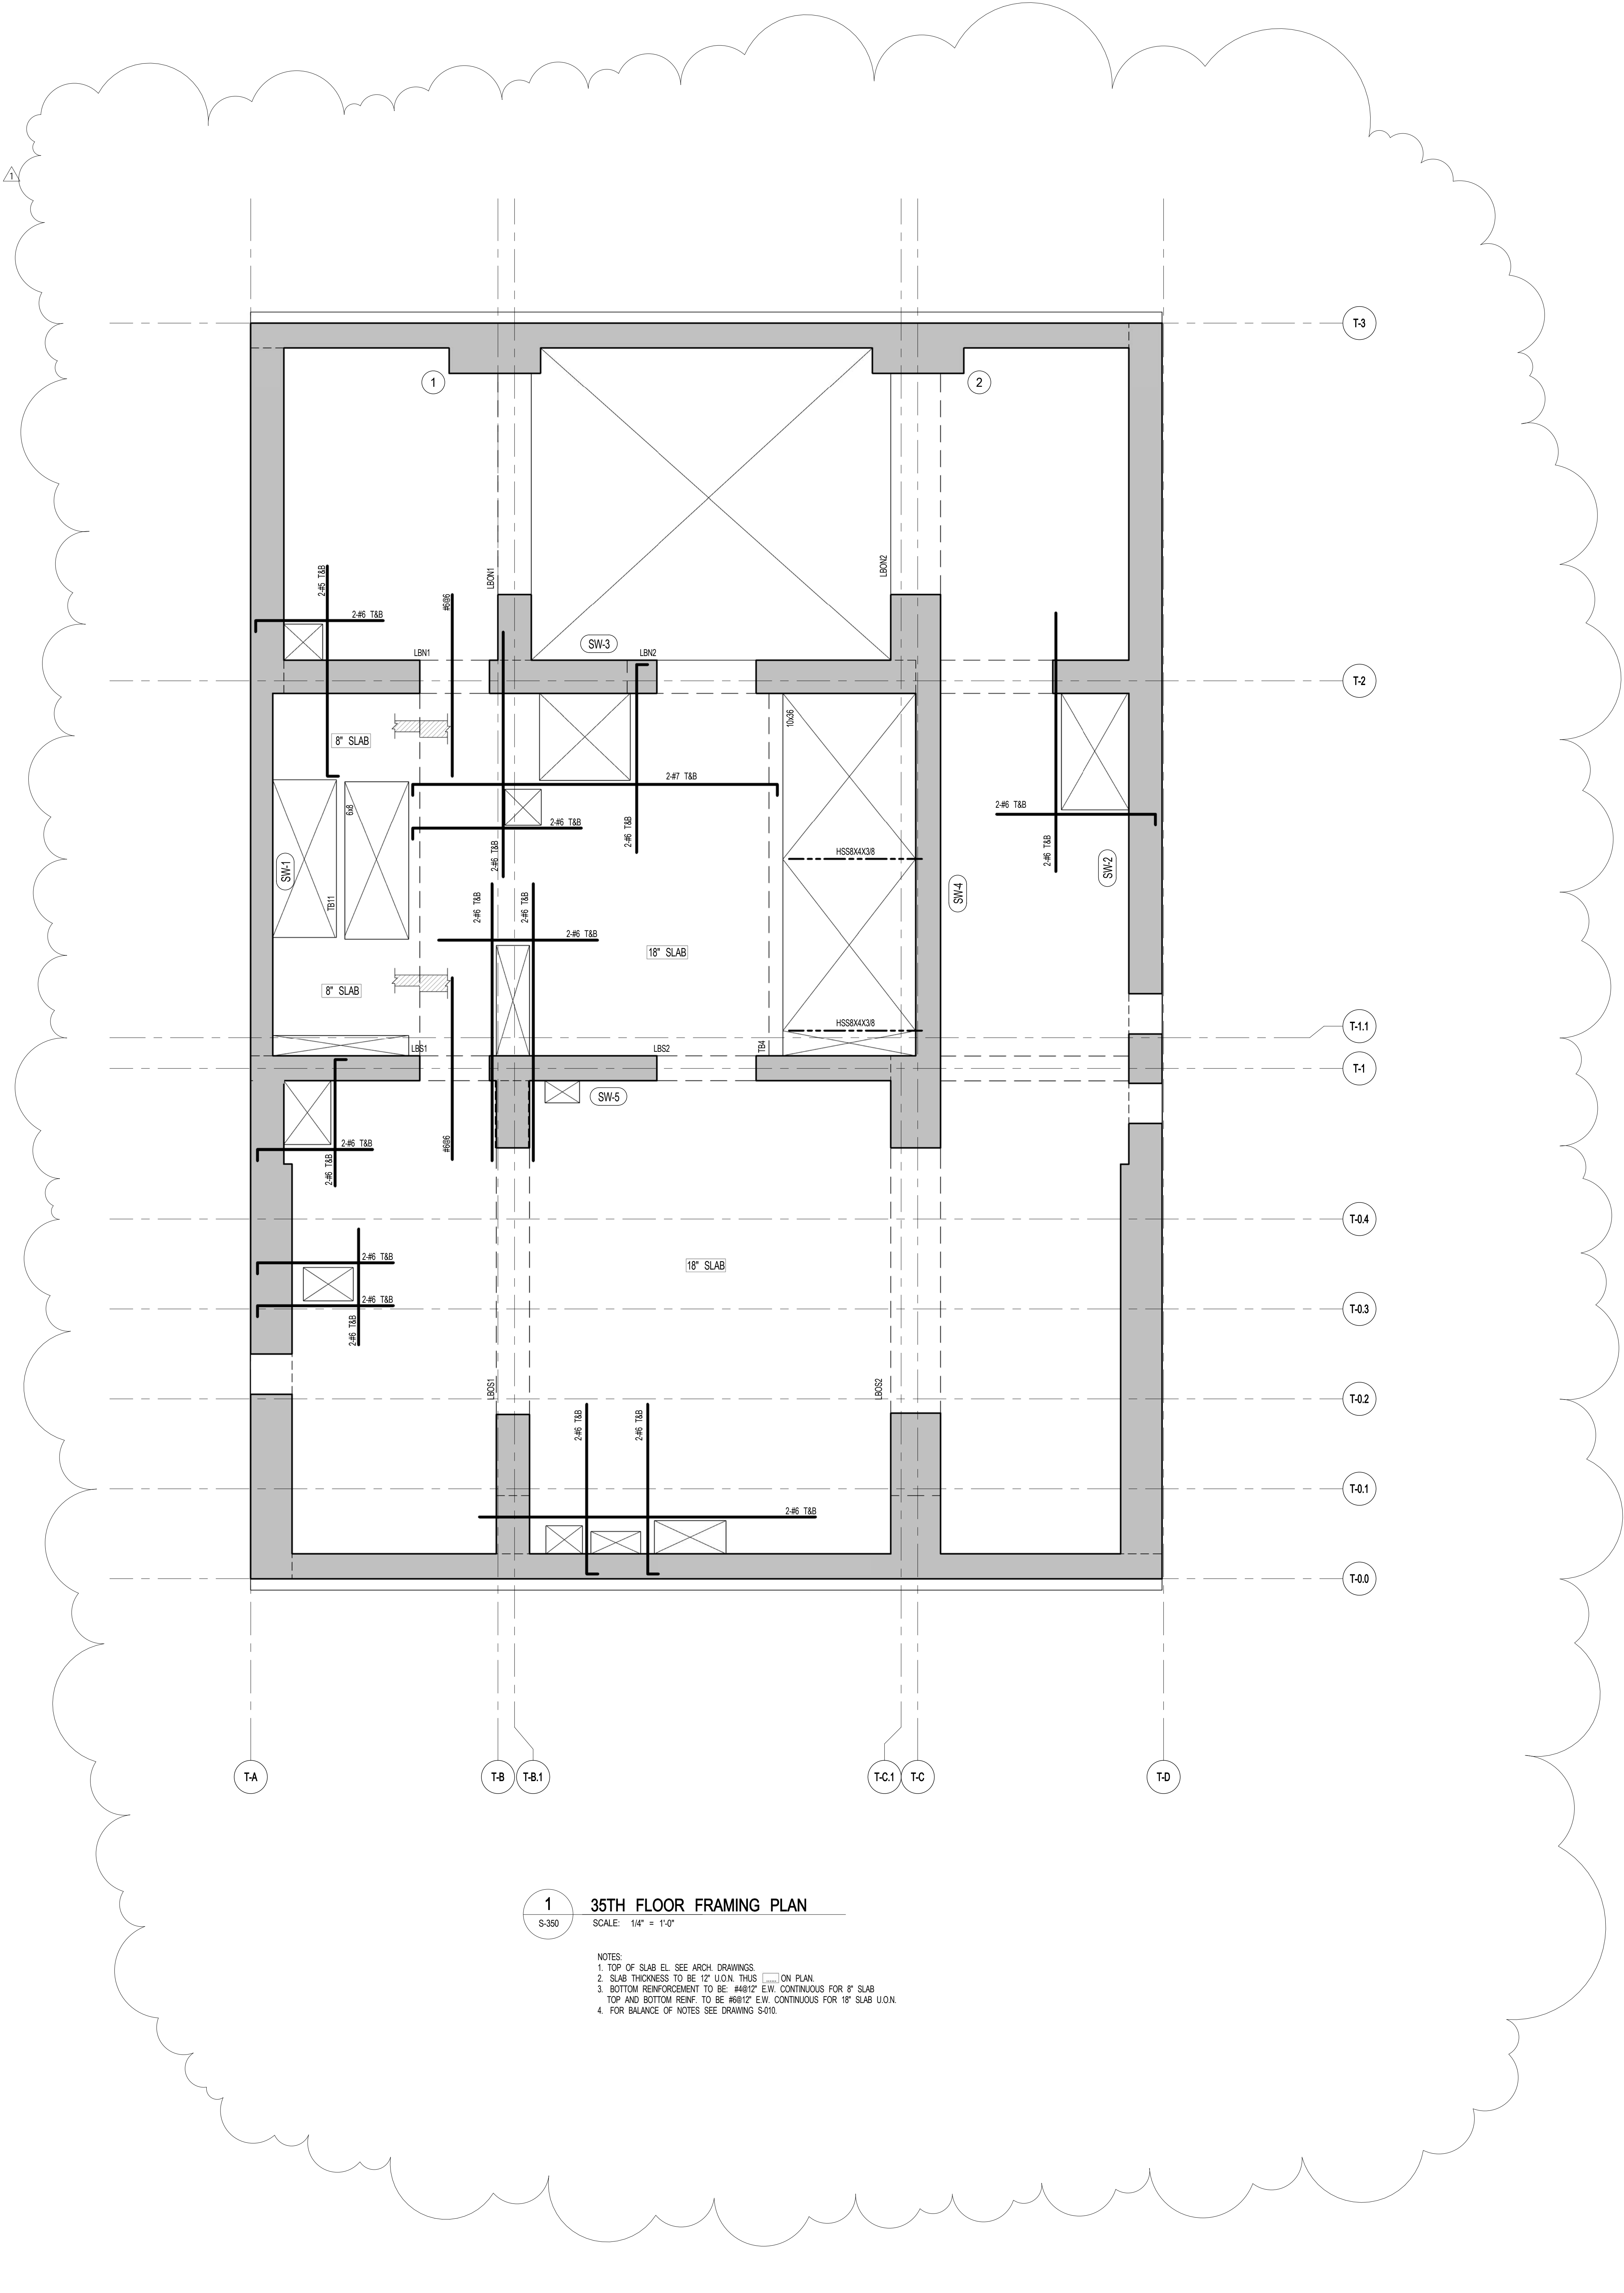 1
T-3
1
2
2-#5 T&B
#6@6
LBON1
LBON2
2-#6 T&B
SW-3
LBN1
LBN2
T-2
10x36
8" SLAB
2-#7 T&B
6x8
2-#6 T&B
2-#6 T&B
2-#6 T&B
2-#6 T&B
2-#6 T&B
HSS8X4X3/8
SW-1
SW-2
SW-4
TB11
2-#6 T&B
2-#6 T&B
2-#6 T&B
18" SLAB
8" SLAB
HSS8X4X3/8
T-1.1
LBS1
LBS2
TB4
T-1
SW-5
2-#6 T&B
#6@6
2-#6 T&B
T-0.4
2-#6 T&B
18" SLAB
2-#6 T&B
T-0.3
2-#6 T&B
LBOS1
LBOS2
T-0.2
2-#6 T&B
2-#6 T&B
T-0.1
2-#6 T&B
T-0.0
T-A
T-B
T-B.1
T-C.1
T-C
T-D
1
S-350
35TH FLOOR FRAMING PLAN
SCALE: 1/4" = 1'-0"
NOTES:
1. TOP OF SLAB EL. SEE ARCH. DRAWINGS.
2. SLAB THICKNESS TO BE 12" U.O.N. THUS ...... ON PLAN.
3. BOTTOM REINFORCEMENT TO BE: #4@12" E.W. CONTINUOUS FOR 8" SLAB
TOP AND BOTTOM REINF. TO BE #6@12" E.W. CONTINUOUS FOR 18" SLAB U.O.N.
4. FOR BALANCE OF NOTES SEE DRAWING S-010.